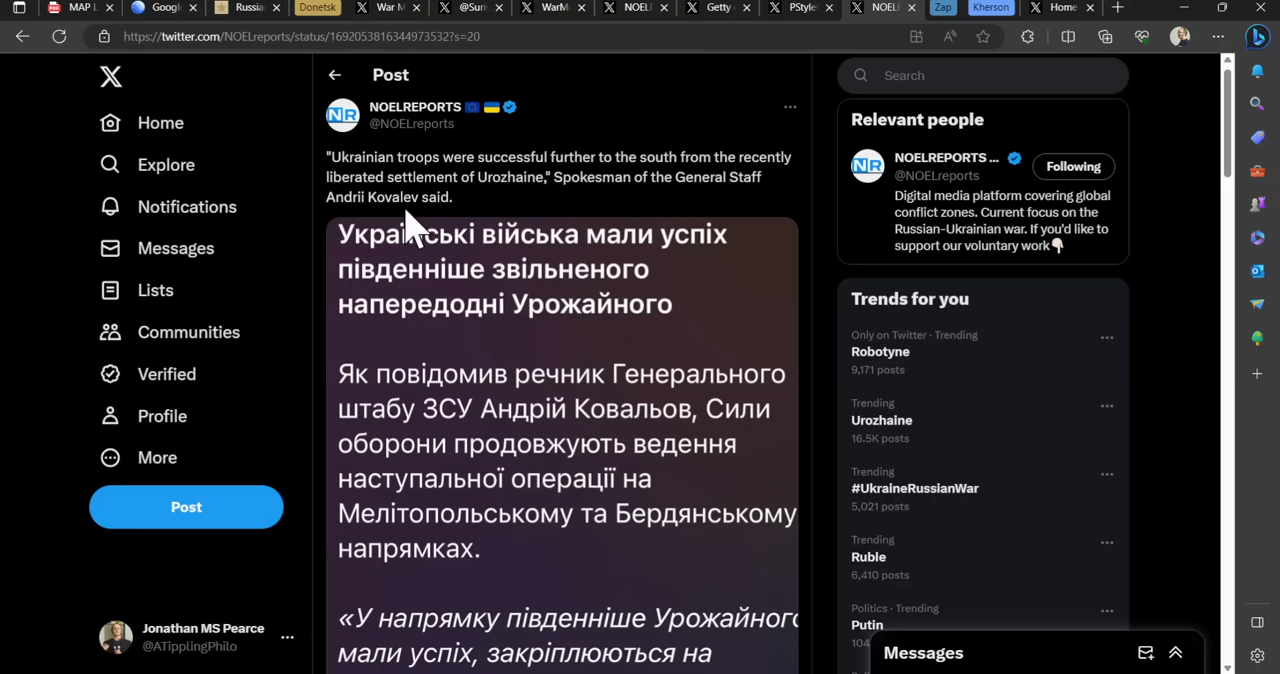 MAP L
Googl
Russia
Donetsk
War M
@Suri
WarM
NOEL
Getty
PStyle
NOELI
Zap
Kherson
Home
https://twitter.com/NOELreports/status/1692053816344973532?s=20
X
Home
Explore
Notifications
Messages
Lists
Communities
Verified
Profile
More
Post
Jonathan MS Pearce
@ATipplingPhilo
Post
NR
NOELREPORTS
@NOELreports
"Ukrainian troops were successful further to the south from the recently
liberated settlement of Urozhaine," Spokesman of the General Staff
Andrii Kovalev said.
Українські війська мали успіх
південніше звільненого
напередодні Урожайного
Як повідомив речник Генерального
штабу ЗСУ Андрій Ковальов, Сили
оборони продовжують ведення
наступальної операції на
Мелітопольському та Бердянському
напрямках.
«У напрямку південніше Урожайного
мали успіх, закріплюються на
Search
Relevant people
NR
NOELREPORTS ...
@NOELreports
Following
Digital media platform covering global
conflict zones. Current focus on the
Russian-Ukrainian war. If you'd like to
support our voluntary work
Trends for you
Only on Twitter · Trending
Robotyne
9,171 posts
Trending
Urozhaine
16.5K posts
Trending
#UkraineRussianWar
5,021 posts
Trending
Ruble
6,410 posts
Politics · Trending
Putin
104
Messages